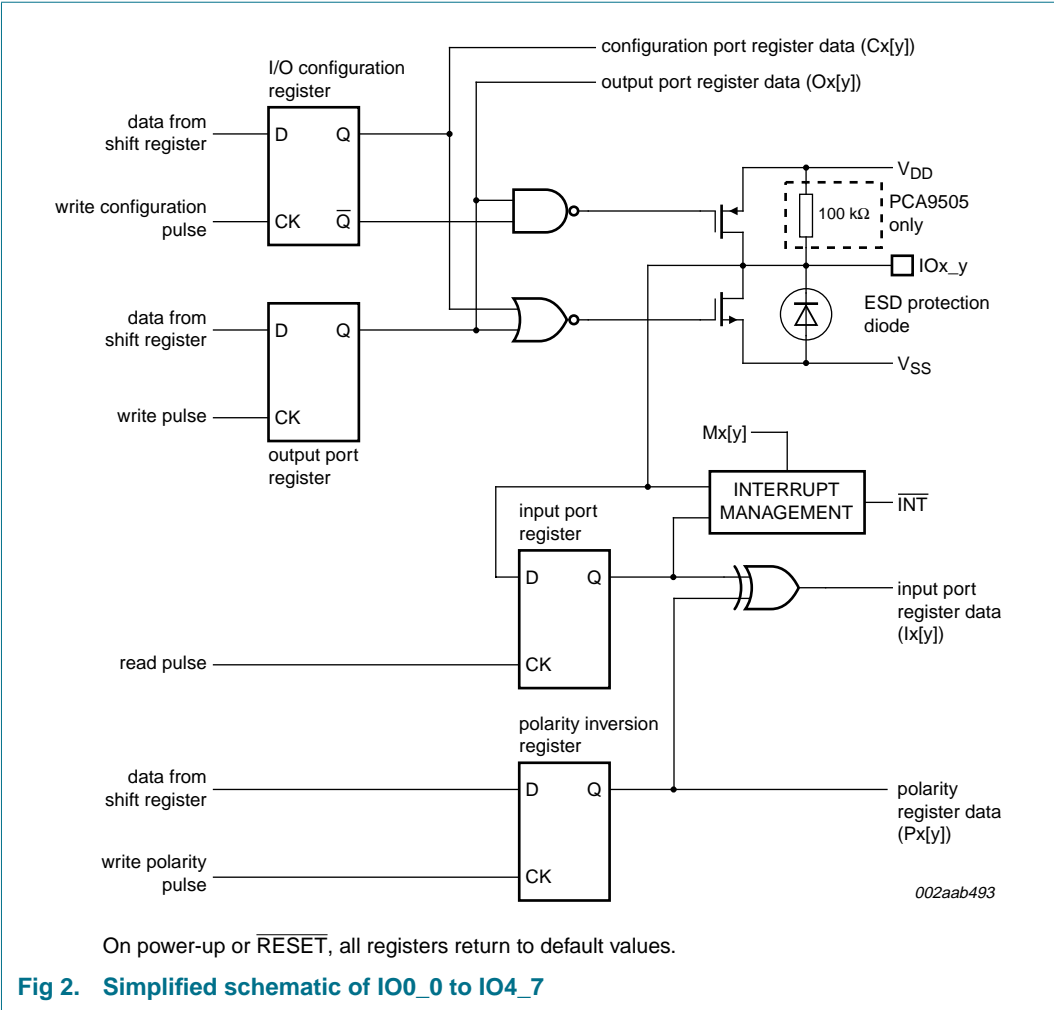 configuration port register data (Cx[y])
I/O configuration
register
output port register data (Ox[y])
data from
shift register
D
Q
write configuration
pulse
CK
Q̅
VDD
100 kΩ
PCA9505
only
IOx_y
data from
shift register
D
Q
ESD protection
diode
VSS
write pulse
CK
output port
register
Mx[y]
INTERRUPT
MANAGEMENT
I̅N̅T̅
input port
register
D
Q
input port
register data
(Ix[y])
read pulse
CK
polarity inversion
register
data from
shift register
D
Q
polarity
register data
(Px[y])
write polarity
pulse
CK
002aab493
On power-up or R̅E̅S̅E̅T̅, all registers return to default values.
Fig 2. Simplified schematic of IO0_0 to IO4_7